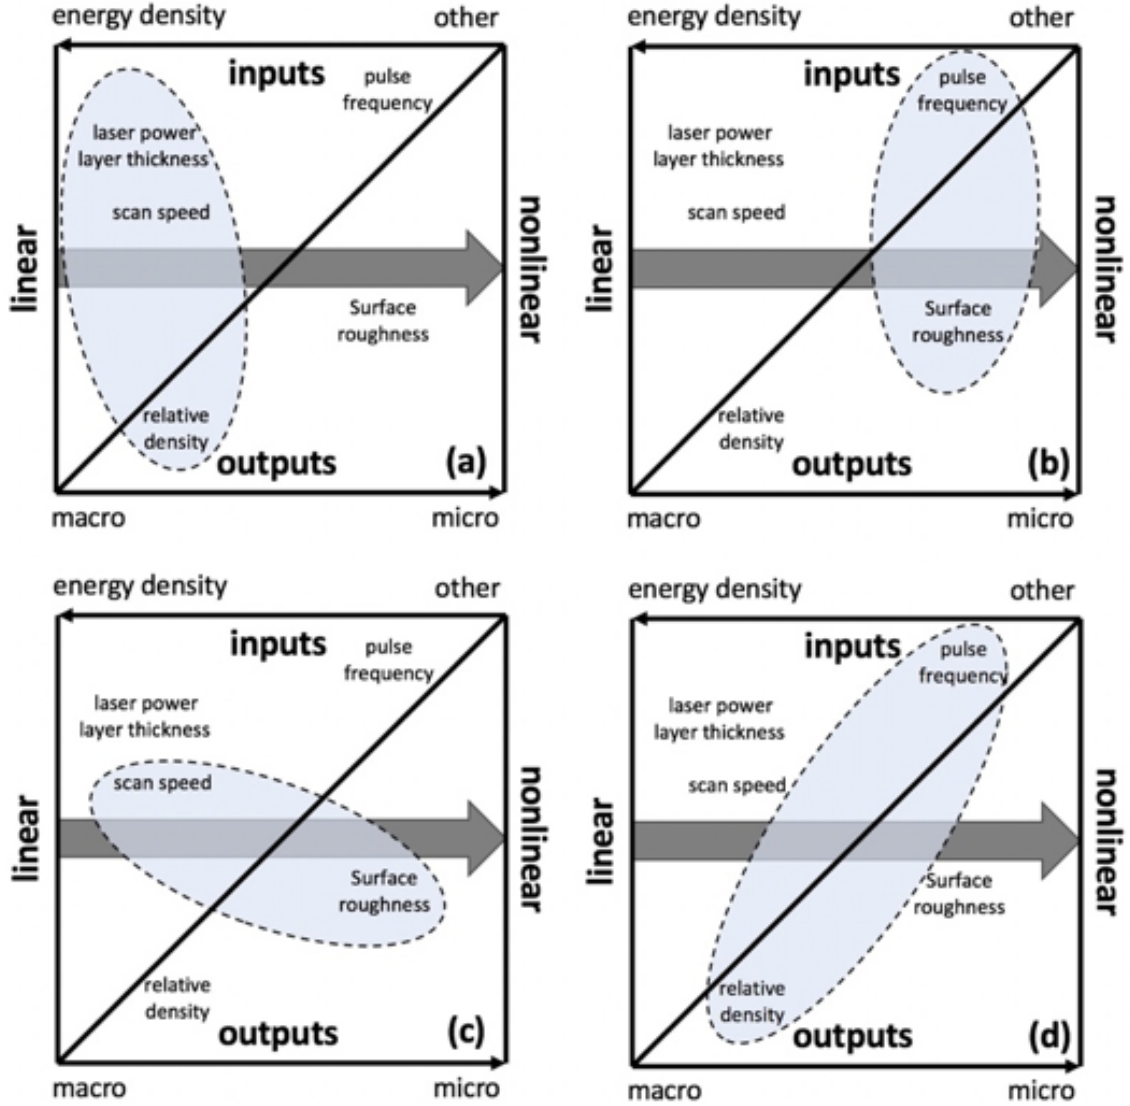 energy density other
inputs
pulse
frequency
laser power
layer thickness
scan speed
linear
nonlinear
Surface
roughness
relative
density
outputs (a)
macro micro
energy density other
inputs
pulse
frequency
laser power
layer thickness
scan speed
linear
nonlinear
Surface
roughness
relative
density
outputs (b)
macro micro
energy density other
inputs
pulse
frequency
laser power
layer thickness
scan speed
linear
nonlinear
Surface
roughness
relative
density
outputs (c)
macro micro
energy density other
inputs
pulse
frequency
laser power
layer thickness
scan speed
linear
nonlinear
Surface
roughness
relative
density
outputs (d)
macro micro